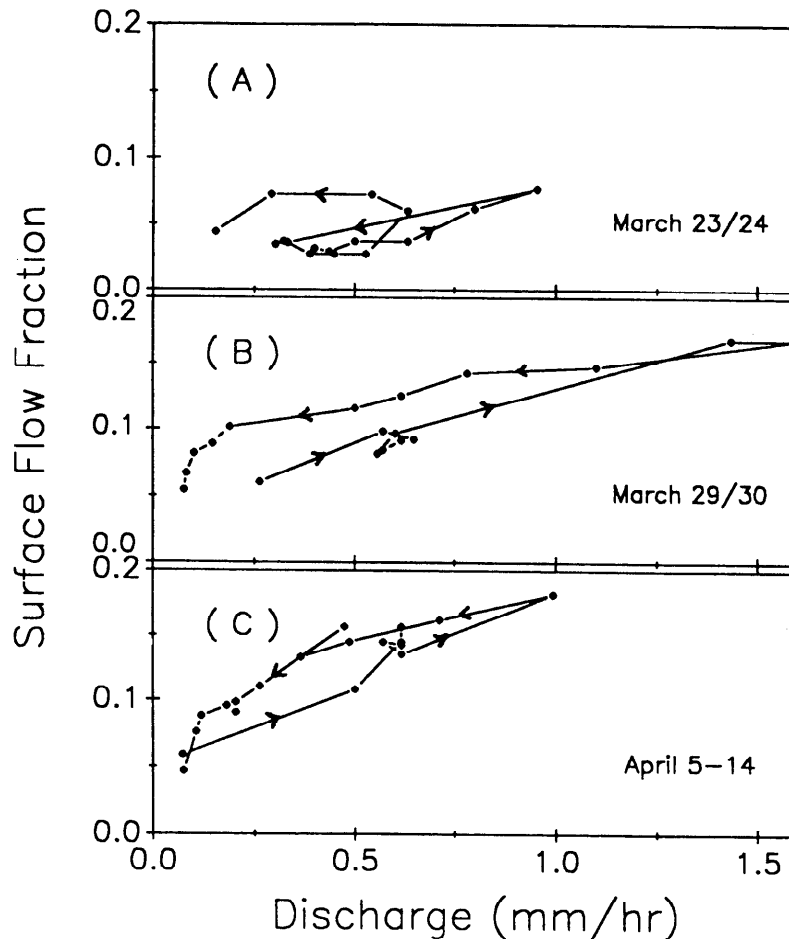 Surface Flow Fraction
0.2
( A )
0.1
March 23/24
0.0
0.2
( B )
0.1
March 29/30
0.0
0.2
( C )
0.1
April 5-14
0.0
0.0 0.5 1.0 1.5
Discharge (mm/hr)